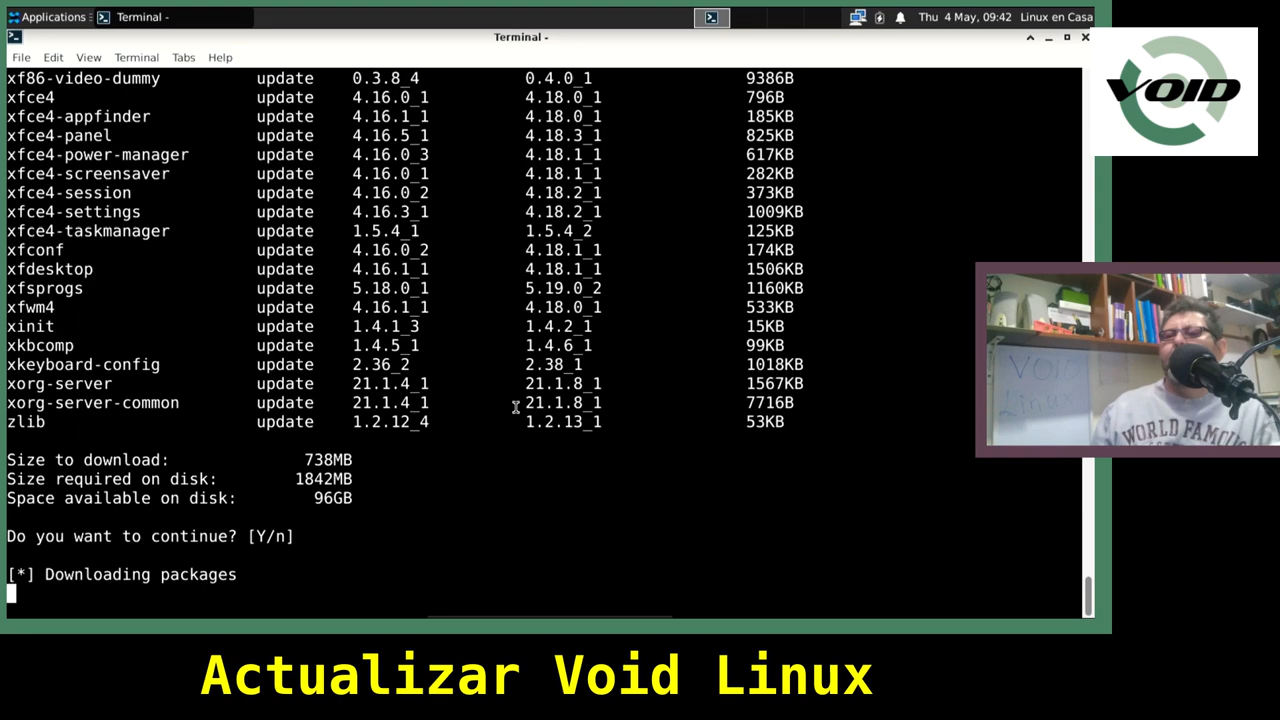 Applications Terminal - Thu 4 May, 09:42 Linux en Casa
Terminal -
File Edit View Terminal Tabs Help
xf86-video-dummy update 0.3.8_4 0.4.0_1 9386B
xfce4 update 4.16.0_1 4.18.0_1 796B
xfce4-appfinder update 4.16.1_1 4.18.0_1 185KB
xfce4-panel update 4.16.5_1 4.18.3_1 825KB
xfce4-power-manager update 4.16.0_3 4.18.1_1 617KB
xfce4-screensaver update 4.16.0_1 4.18.1_1 282KB
xfce4-session update 4.16.0_2 4.18.2_1 373KB
xfce4-settings update 4.16.3_1 4.18.2_1 1009KB
xfce4-taskmanager update 1.5.4_1 1.5.4_2 125KB
xfconf update 4.16.0_2 4.18.1_1 174KB
xfdesktop update 4.16.1_1 4.18.1_1 1506KB
xfsprogs update 5.18.0_1 5.19.0_2 1160KB
xfwm4 update 4.16.1_1 4.18.0_1 533KB
xinit update 1.4.1_3 1.4.2_1 15KB
xkbcomp update 1.4.5_1 1.4.6_1 99KB
xkeyboard-config update 2.36_2 2.38_1 1018KB
xorg-server update 21.1.4_1 21.1.8_1 1567KB
xorg-server-common update 21.1.4_1 21.1.8_1 7716B
zlib update 1.2.12_4 1.2.13_1 53KB
Size to download: 738MB
Size required on disk: 1842MB
Space available on disk: 96GB
Do you want to continue? [Y/n]
[*] Downloading packages
VOID
VOID
Linux
WORLD FAMOUS
Actualizar Void Linux